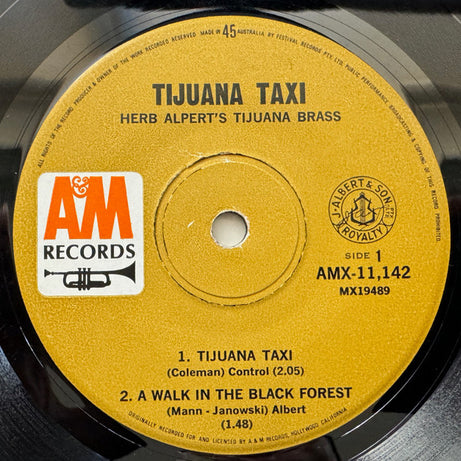 ALL RIGHTS OF THE RECORD PRODUCER & OWNER OF THE WORK RECORDED RESERVED MADE IN 45 AUSTRALIA BY FESTIVAL RECORDS PTY. LTD. PUBLIC PERFORMANCE, BROADCASTING & COPYING OF THIS RECORD PROHIBITED.
TIJUANA TAXI
HERB ALPERT'S TIJUANA BRASS
A&M
RECORDS
J. ALBERT & SON PTY. LTD.
ROYALTY
SIDE 1
AMX-11,142
MX19489
1. TIJUANA TAXI
(Coleman) Control (2.05)
2. A WALK IN THE BLACK FOREST
(Mann - Janowski) Albert
(1.48)
ORIGINALLY RECORDED FOR AND LICENSED BY A & M RECORDS, HOLLYWOOD CALIFORNIA.